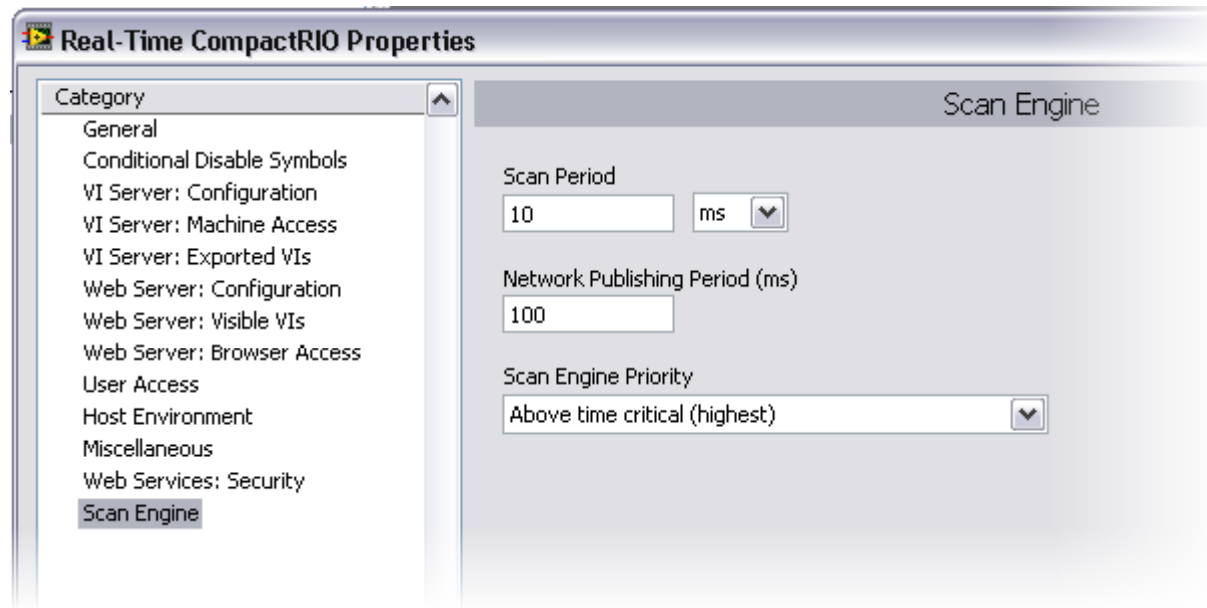 Real-Time CompactRIO Properties
Category
General
Conditional Disable Symbols
VI Server: Configuration
VI Server: Machine Access
VI Server: Exported VIs
Web Server: Configuration
Web Server: Visible VIs
Web Server: Browser Access
User Access
Host Environment
Miscellaneous
Web Services: Security
Scan Engine
Scan Engine
Scan Period
10 ms
Network Publishing Period (ms)
100
Scan Engine Priority
Above time critical (highest)